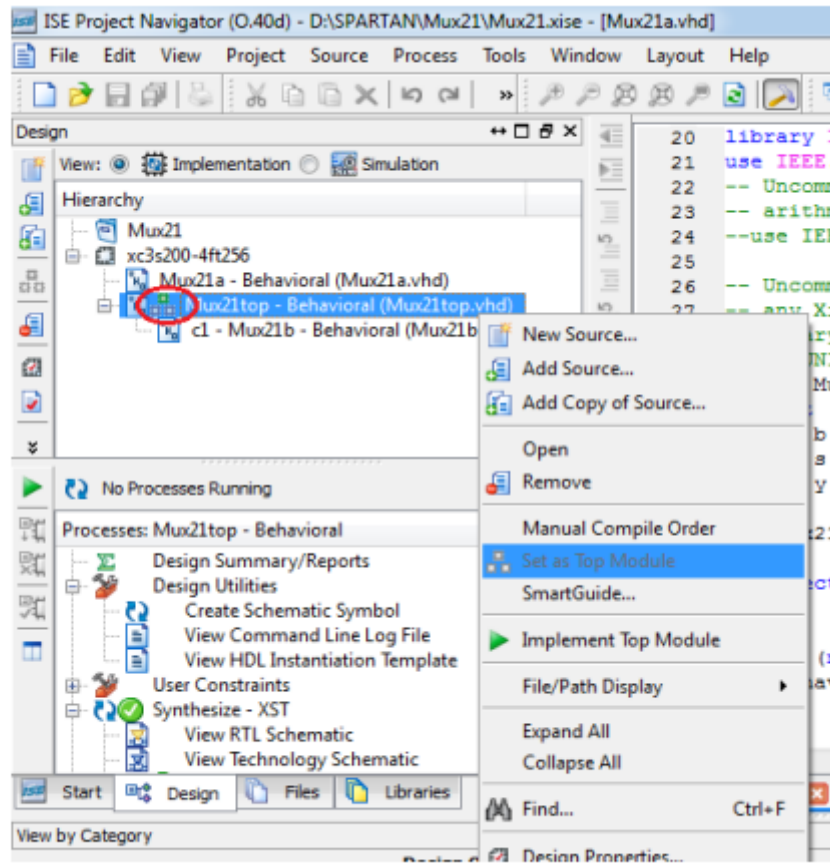 ISE Project Navigator (O.40d) - D:\SPARTAN\Mux21\Mux21.xise - [Mux21a.vhd]
File Edit View Project Source Process Tools Window Layout Help
Design
View: Implementation Simulation
Hierarchy
Mux21
xc3s200-4ft256
Mux21a - Behavioral (Mux21a.vhd)
Mux21top - Behavioral (Mux21top.vhd)
c1 - Mux21b - Behavioral (Mux21b
No Processes Running
Processes: Mux21top - Behavioral
Design Summary/Reports
Design Utilities
Create Schematic Symbol
View Command Line Log File
View HDL Instantiation Template
User Constraints
Synthesize - XST
View RTL Schematic
View Technology Schematic
Start Design Files Libraries
View by Category
20 library
21 use IEEE
22 -- Uncomm
23 -- arithm
24 --use IEE
25
26 -- Uncomm
27 -- any Xi
New Source...
Add Source...
Add Copy of Source...
Open
Remove
Manual Compile Order
Set as Top Module
SmartGuide...
Implement Top Module
File/Path Display
Expand All
Collapse All
Find... Ctrl+F
Design Properties...